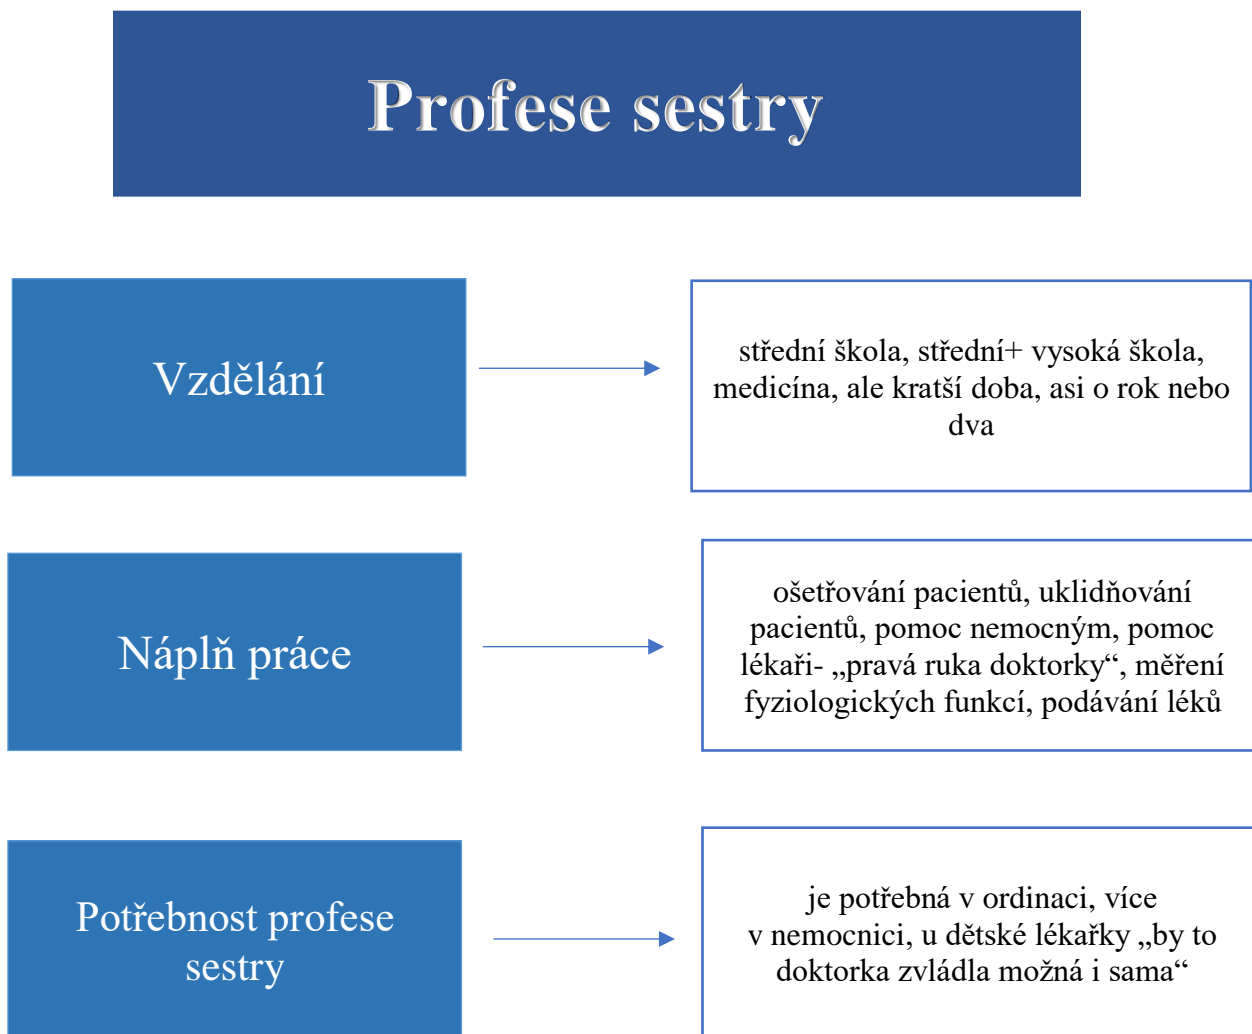 Profese sestry
Vzdělání
střední škola, střední+ vysoká škola,
medicína, ale kratší doba, asi o rok nebo
dva
Náplň práce
ošetřování pacientů, uklidňování
pacientů, pomoc nemocným, pomoc
lékaři- „pravá ruka doktorky“, měření
fyziologických funkcí, podávání léků
Potřebnost profese
sestry
je potřebná v ordinaci, více
v nemocnici, u dětské lékařky „by to
doktorka zvládla možná i sama“